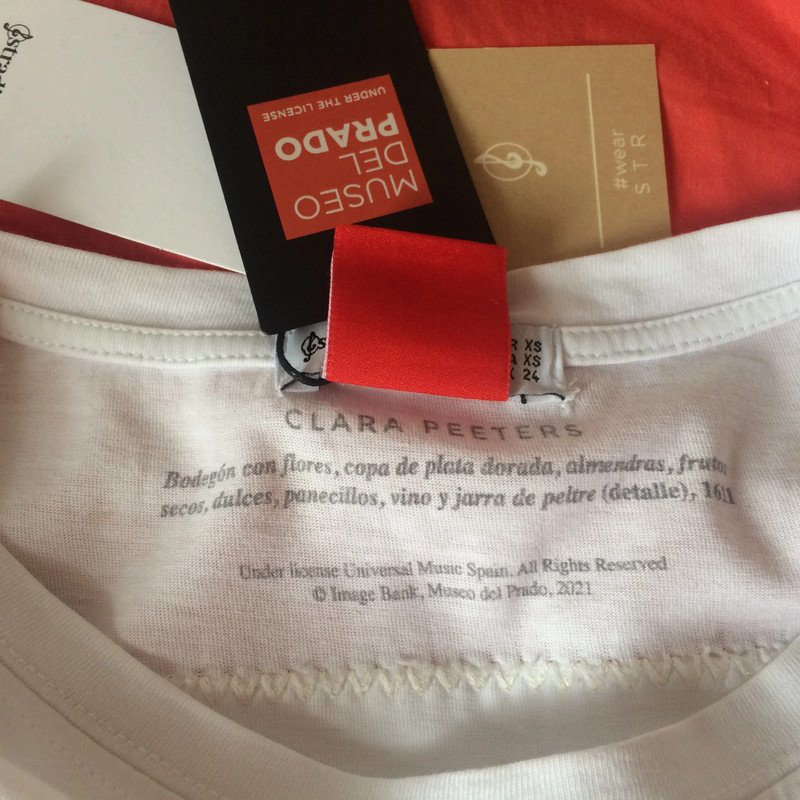 stradi
MUSEO
DEL
PRADO
UNDER THE LICENSE
#wear
STR
XS
XS
24
CLARA PEETERS
Bodegón con flores, copa de plata dorada, almendras, frutos
secos, dulces, panecillos, vino y jarra de peltre (detalle), 1611
Under license Universal Music Spain. All Rights Reserved
© Image Bank, Museo del Prado, 2021